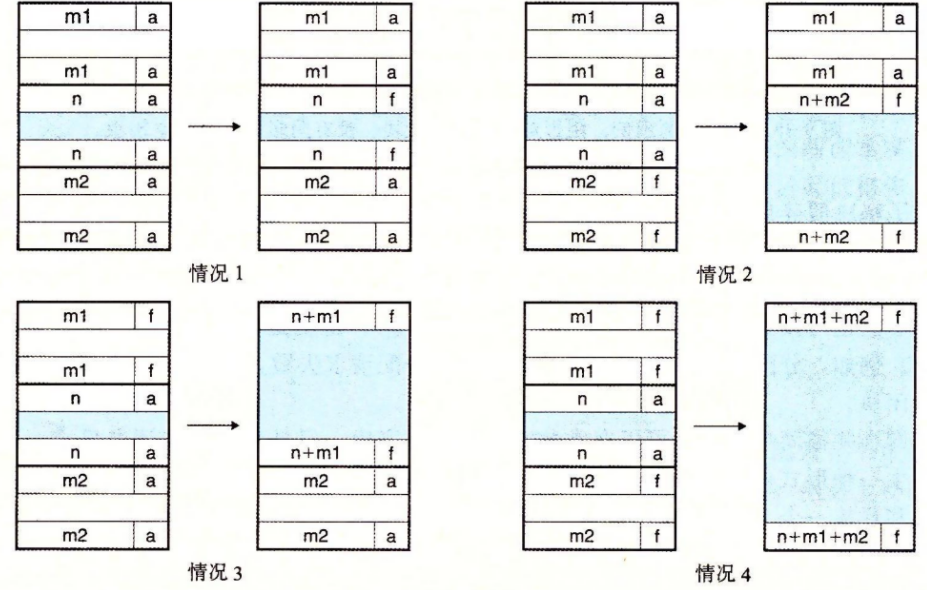 m1 a m1 a
m1 a m1 a
n a n f
n a n f
m2 a m2 a
m2 a m2 a
情况 1
m1 a m1 a
m1 a m1 a
n a n+m2 f
n a
m2 f
m2 f n+m2 f
情况 2
m1 f n+m1 f
m1 f
n a
n a n+m1 f
m2 a m2 a
m2 a m2 a
情况 3
m1 f n+m1+m2 f
m1 f
n a
n a
m2 f
m2 f n+m1+m2 f
情况 4